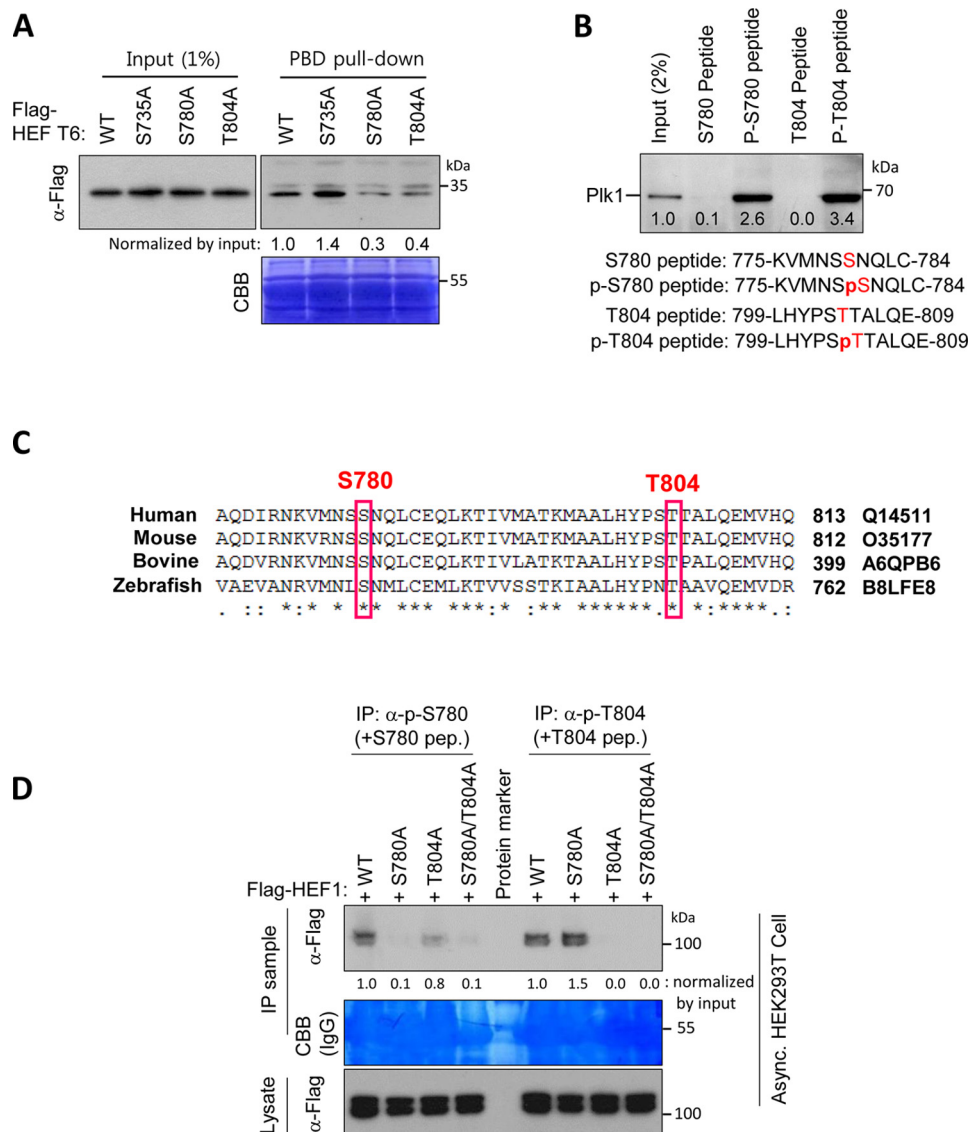 A
Input (1%)
PBD pull-down
Flag-
HEF T6:
WT
S735A
S780A
T804A
WT
S735A
S780A
T804A
α-Flag
kDa
35
Normalized by input: 1.0 1.4 0.3 0.4
CBB
55
B
Input (2%)
S780 Peptide
P-S780 peptide
T804 Peptide
P-T804 peptide
kDa
Plk1
70
1.0 0.1 2.6 0.0 3.4
S780 peptide: 775-KVMNSSNQLC-784
p-S780 peptide: 775-KVMNSpSNQLC-784
T804 peptide: 799-LHYPSTTALQE-809
p-T804 peptide: 799-LHYPSpTTALQE-809
C
S780
T804
Human AQDIRNKVMNSSNQLCEQLKTIVMATKMAALHYPSTTALQEMVHQ 813 Q14511
Mouse AQDIRNKVRNSSNQLCEQLKTIVMATKMAALHYPSTTALQEMVHQ 812 O35177
Bovine AQDVRNKVMNSSNQLCEQLKTIVLATKMAALHYPSTTALQEMVHQ 399 A6QPB6
Zebrafish VAEVANRVMNLSNMLCEMLKTVVSSTKIAALHYPNTAAVQEMVDR 762 B8LFE8
. :: *:* * ** *** ***:* :**:******.* *:****.:
IP: α-p-S780
(+S780 pep.)
IP: α-p-T804
(+T804 pep.)
D
Flag-HEF1:
+ WT
+ S780A
+ T804A
+ S780A/T804A
Protein marker
+ WT
+ S780A
+ T804A
+ S780A/T804A
IP sample
α-Flag
kDa
100
1.0 0.1 0.8 0.1 1.0 1.5 0.0 0.0 : normalized
by input
CBB
(IgG)
55
Lysate
α-Flag
100
Async. HEK293T Cell